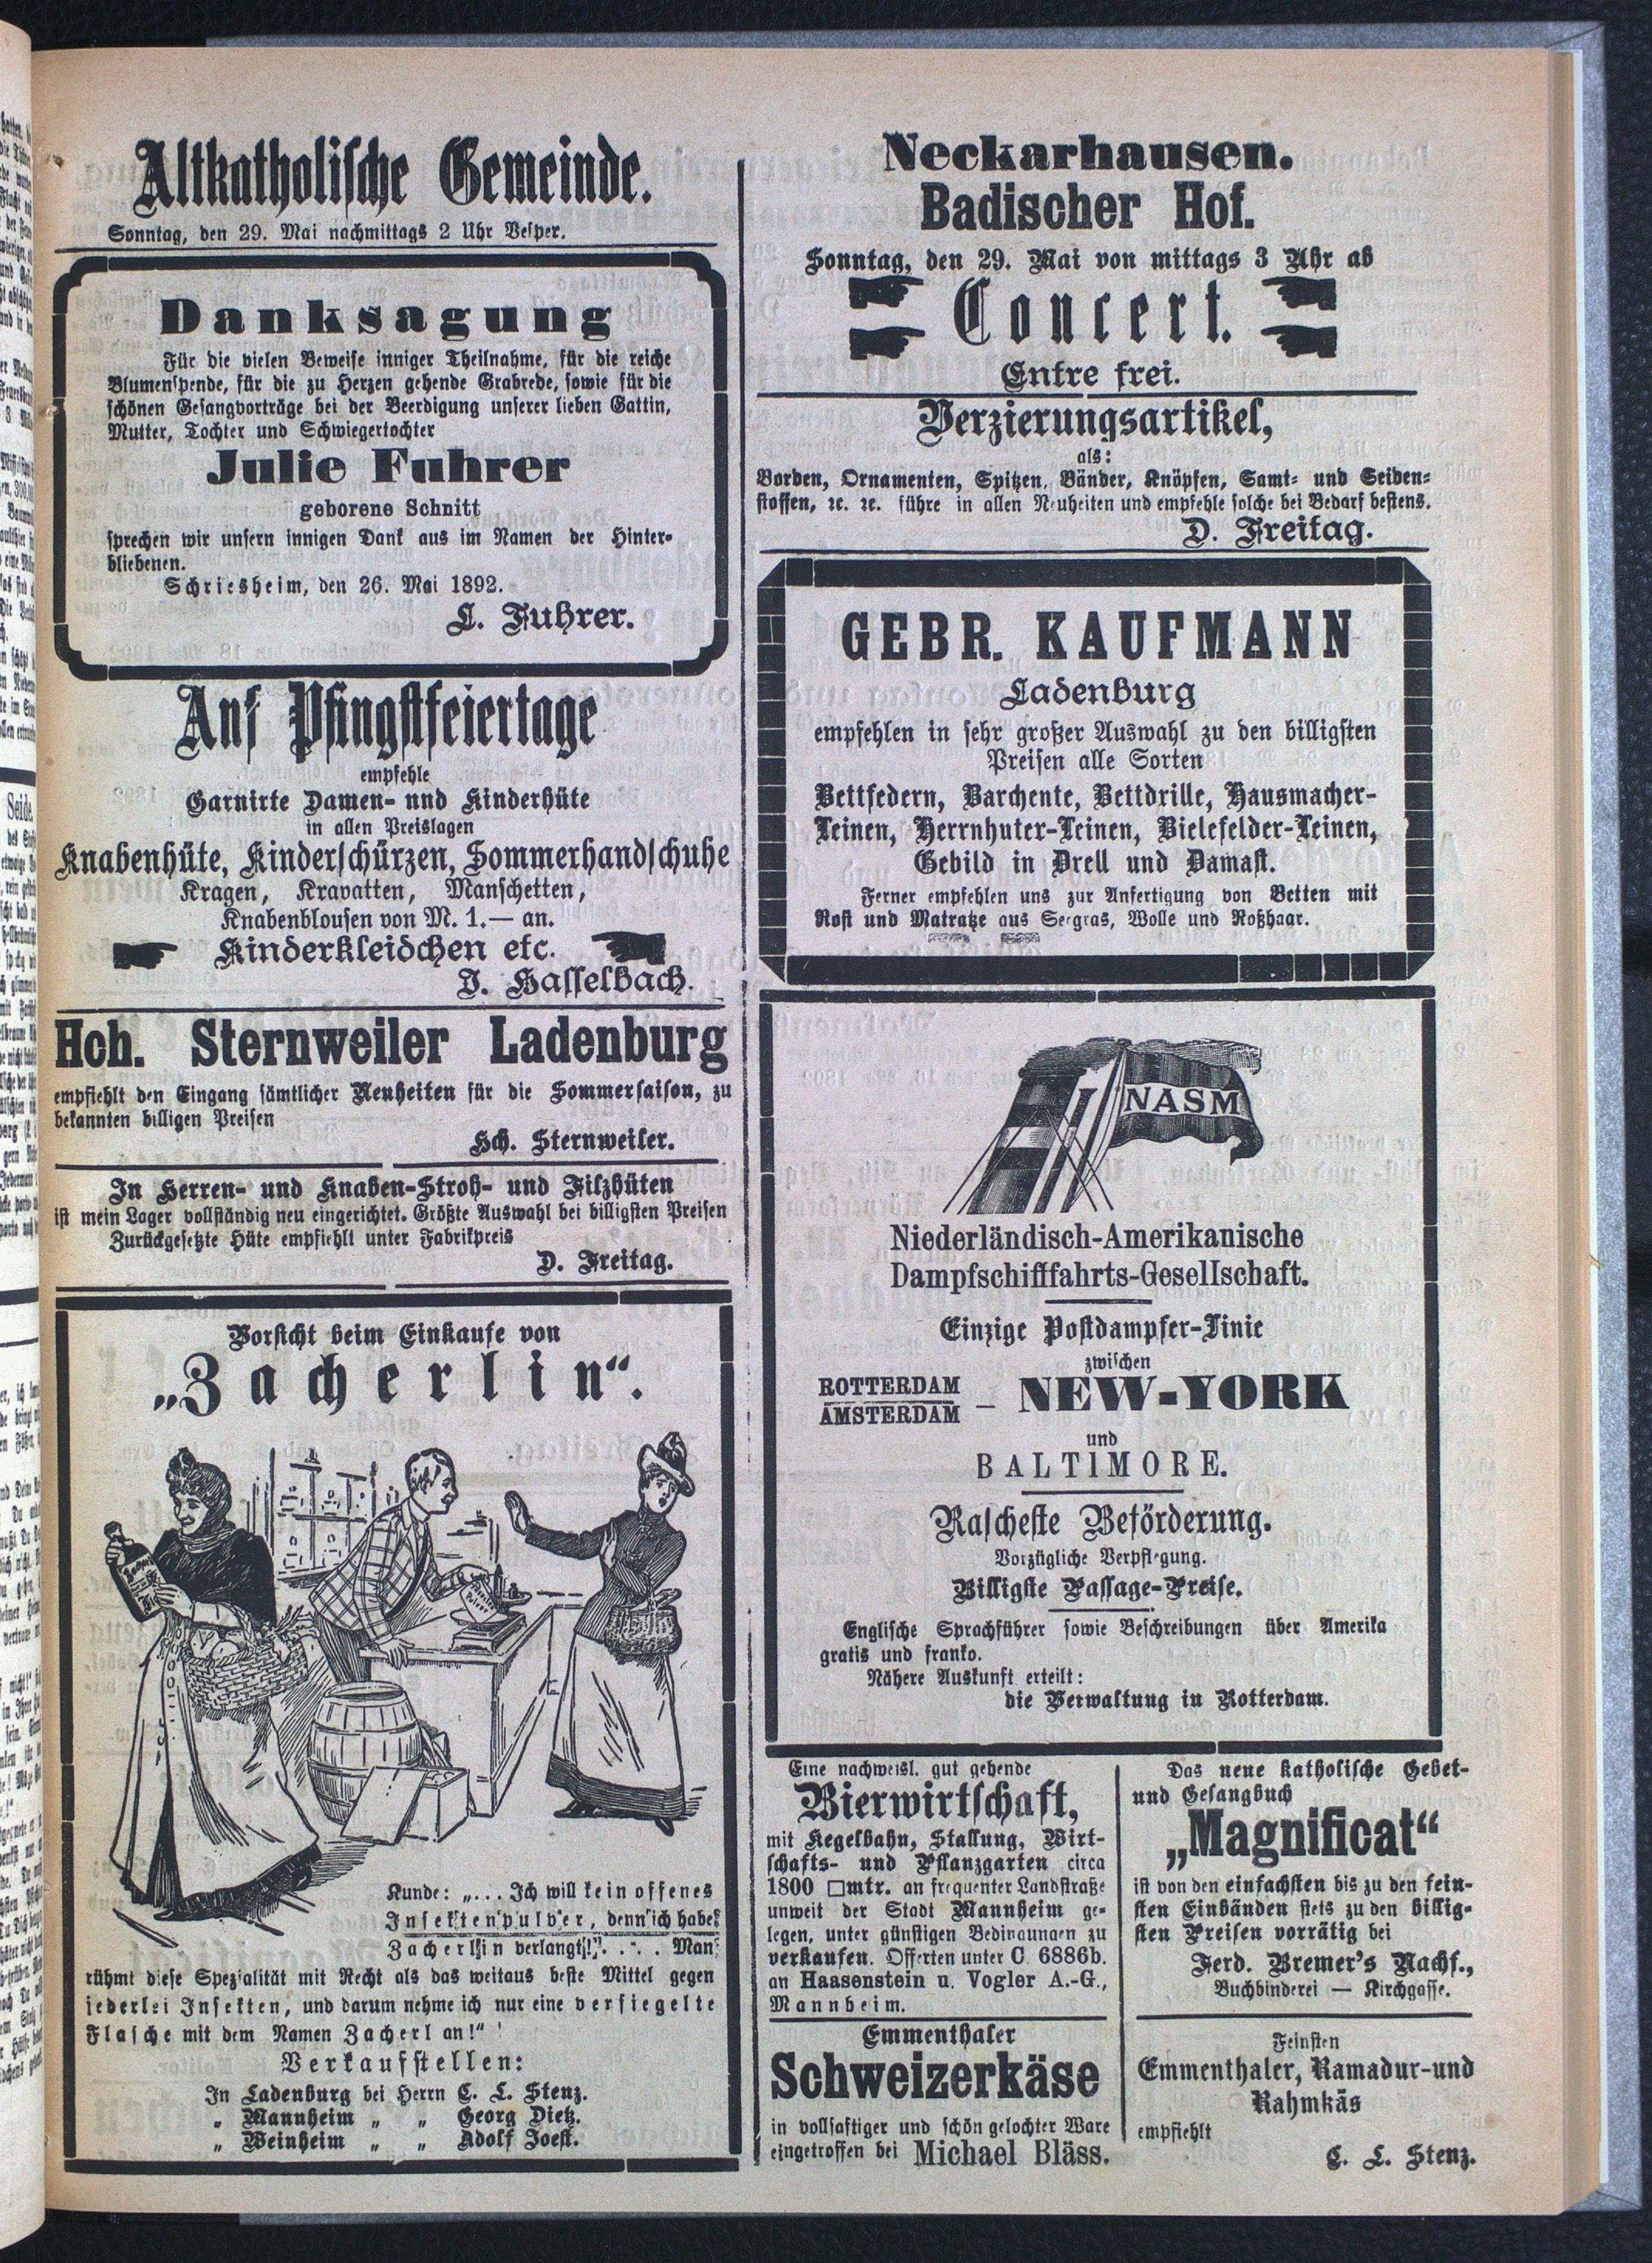 Altkatholische Gemeinde.
Sonntag, den 29. Mai nachmittags 2 Uhr Vesper.
Danksagung
Für die vielen Beweise inniger Theilnahme, für die reiche
Blumenspende, für die zu Herzen gehende Grabrede, sowie für die
schönen Gesangvorträge bei der Beerdigung unserer lieben Gattin,
Mutter, Tochter und Schwiegertochter
Julie Fuhrer
geborene Schnitt
sprechen wir unsern innigen Dank aus im Namen der Hinter-
bliebenen.
Schriesheim, den 26. Mai 1892.
L. Fuhrer.
Auf Pfingstfeiertage
empfehle
Garnirte Damen- und Kinderhüte
in allen Preislagen
Knabenhüte, Kinderschürzen, Sommerhandschuhe
Kragen, Kravatten, Manschetten,
Knabenblousen von M. 1.— an.
Kinderkleidchen etc.
J. Hasselbach.
Hch. Sternweiler Ladenburg
empfiehlt den Eingang sämtlicher Neuheiten für die Sommersaison, zu
bekannten billigen Preisen
Hch. Sternweiler.
In Herren- und Knaben-Stroh- und Filzhüten
ist mein Lager vollständig neu eingerichtet. Größte Auswahl bei billigsten Preisen
Zurückgesetzte Hüte empfiehlt unter Fabrikpreis
D. Freitag.
Vorsicht beim Einkaufe von
„Zacherlin“.
Kunde: „... Ich will kein offenes
Insektenpulver, denn ich habe
Zacherlin verlangt!!“.... Man
rühmt diese Spezialität mit Recht als das weitaus beste Mittel gegen
jederlei Insekten, und darum nehme ich nur eine versiegelte
Flasche mit dem Namen Zacherl an!“
Verkaufstellen:
In Ladenburg bei Herrn C. L. Stenz.
„ Mannheim „ „ Georg Dietz.
„ Weinheim „ „ Adolf Joest.
Neckarhausen.
Badischer Hof.
Sonntag, den 29. Mai von mittags 3 Uhr ab
Concert.
Entre frei.
Verzierungsartikel,
als:
Borden, Ornamenten, Spitzen, Bänder, Knöpfen, Samt- und Seiden-
stoffen, ꝛc. ꝛc. führe in allen Neuheiten und empfehle solche bei Bedarf bestens.
D. Freitag.
GEBR. KAUFMANN
Ladenburg
empfehlen in sehr großer Auswahl zu den billigsten
Preisen alle Sorten
Bettfedern, Barchente, Bettdrille, Hausmacher-
Leinen, Herrnhuter-Leinen, Bielefelder-Leinen,
Gebild in Drell und Damast.
Ferner empfehlen uns zur Anfertigung von Betten mit
Rost und Matratze aus Seegras, Wolle und Roßhaar.
NASM
Niederländisch-Amerikanische
Dampfschifffahrts-Gesellschaft.
Einzige Postdampfer-Linie
zwischen
ROTTERDAM
AMSTERDAM – NEW-YORK
und
BALTIMORE.
Rascheste Beförderung.
Vorzügliche Verpflegung.
Billigste Passage-Preise.
Englische Sprachführer sowie Beschreibungen über Amerika
gratis und franko.
Nähere Auskunft erteilt:
die Verwaltung in Rotterdam.
Eine nachweisl. gut gehende
Bierwirtschaft,
mit Kegelbahn, Stallung, Wirt-
schafts- und Pflanzgarten circa
1800 □mtr. an frequenter Landstraße
unweit der Stadt Mannheim ge-
legen, unter günstigen Bedingungen zu
verkaufen. Offerten unter C. 6886b.
an Haasenstein u. Vogler A.-G.,
Mannheim.
Emmenthaler
Schweizerkäse
in vollsaftiger und schön gelochter Ware
eingetroffen bei Michael Bläss.
Das neue katholische Gebet-
und Gesangbuch
„Magnificat“
ist von den einfachsten bis zu den fein-
sten Einbänden stets zu den billig-
sten Preisen vorrätig bei
Ferd. Bremer's Nachf.,
Buchbinderei — Kirchgasse.
Feinsten
Emmenthaler, Ramadur-und
Rahmkäs
empfiehlt
C. L. Stenz.